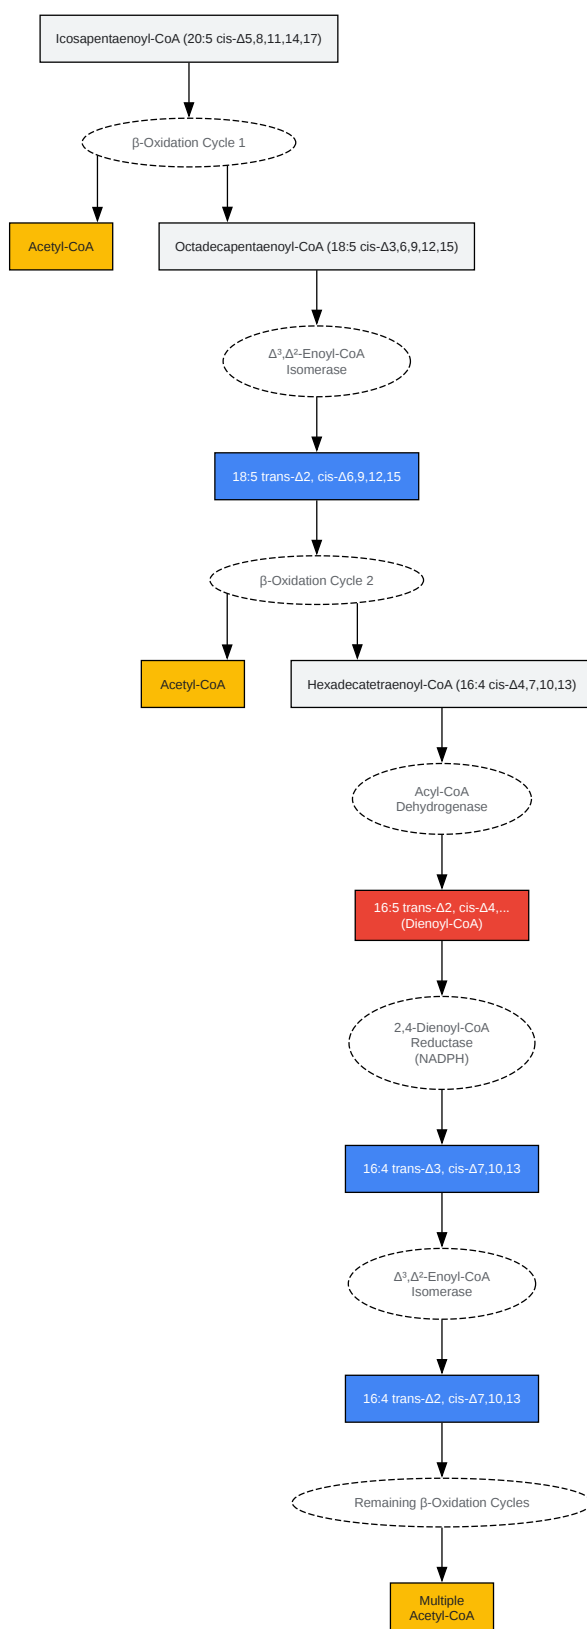 Icosapentaenoyl-CoA (20:5 cis-Δ5,8,11,14,17)
β-Oxidation Cycle 1
Acetyl-CoA
Octadecapentaenoyl-CoA (18:5 cis-Δ3,6,9,12,15)
Δ³,Δ²-Enoyl-CoA
Isomerase
18:5 trans-Δ2, cis-Δ6,9,12,15
β-Oxidation Cycle 2
Acetyl-CoA
Hexadecatetraenoyl-CoA (16:4 cis-Δ4,7,10,13)
Acyl-CoA
Dehydrogenase
16:5 trans-Δ2, cis-Δ4,...
(Dienoyl-CoA)
2,4-Dienoyl-CoA
Reductase
(NADPH)
16:4 trans-Δ3, cis-Δ7,10,13
Δ³,Δ²-Enoyl-CoA
Isomerase
16:4 trans-Δ2, cis-Δ7,10,13
Remaining β-Oxidation Cycles
Multiple
Acetyl-CoA